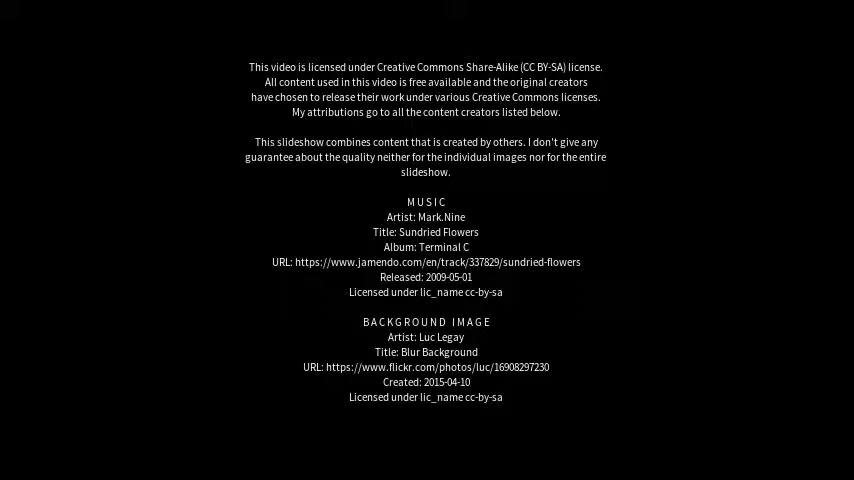 This video is licensed under Creative Commons Share-Alike (CC BY-SA) license.
All content used in this video is free available and the original creators
have chosen to release their work under various Creative Commons licenses.
My attributions go to all the content creators listed below.
This slideshow combines content that is created by others. I don't give any
guarantee about the quality neither for the individual images nor for the entire
slideshow.
MUSIC
Artist: Mark.Nine
Title: Sundried Flowers
Album: Terminal C
URL: https://www.jamendo.com/en/track/337829/sundried-flowers
Released: 2009-05-01
Licensed under lic_name cc-by-sa
BACKGROUND IMAGE
Artist: Luc Legay
Title: Blur Background
URL: https://www.flickr.com/photos/luc/16908297230
Created: 2015-04-10
Licensed under lic_name cc-by-sa